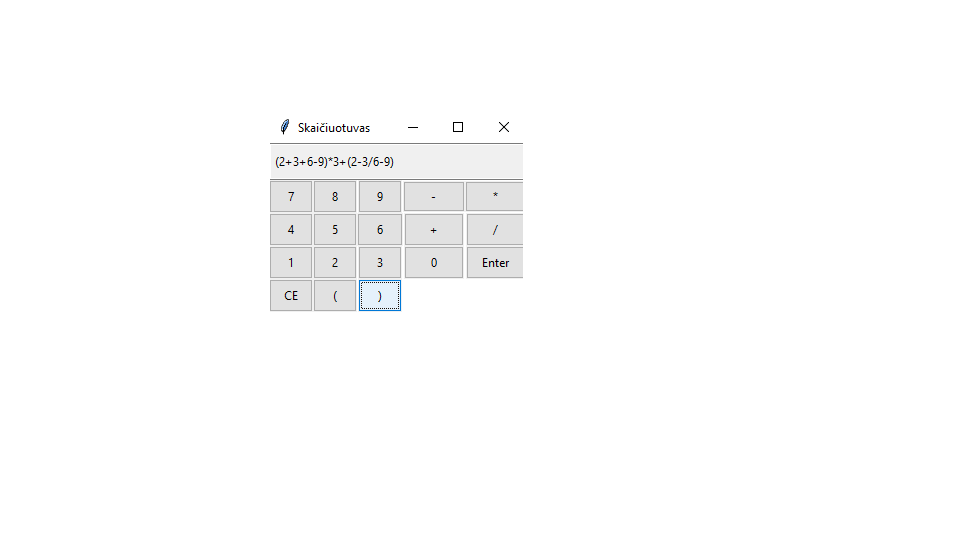 Skaičiuotuvas
(2+3+6-9)*3+(2-3/6-9)
7 8 9 - *
4 5 6 + /
1 2 3 0 Enter
CE ( )